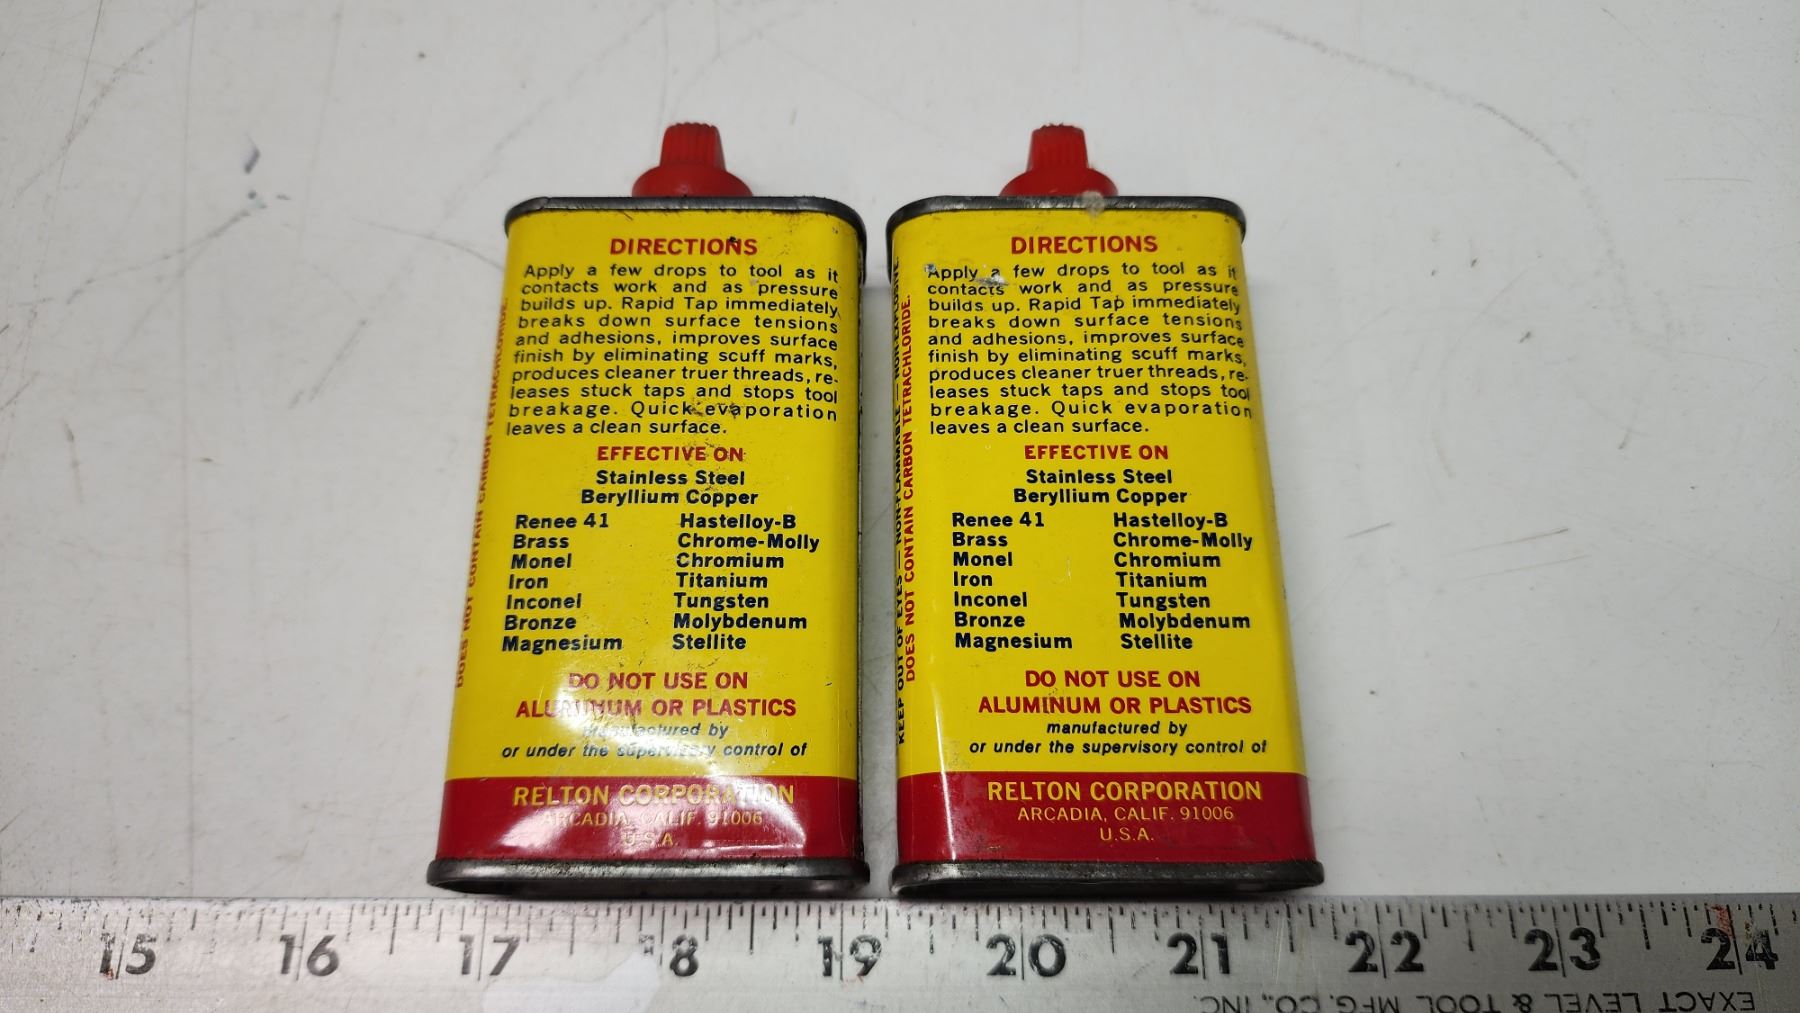 DIRECTIONS
Apply a few drops to tool as it
contacts work and as pressure
builds up. Rapid Tap immediately
breaks down surface tensions
and adhesions, improves surface
finish by eliminating scuff marks,
produces cleaner truer threads, re-
leases stuck taps and stops tool
breakage. Quick evaporation
leaves a clean surface.
EFFECTIVE ON
Stainless Steel
Beryllium Copper
Renee 41 Hastelloy-B
Brass Chrome-Molly
Monel Chromium
Iron Titanium
Inconel Tungsten
Bronze Molybdenum
Magnesium Stellite
DO NOT USE ON
ALUMINUM OR PLASTICS
manufactured by
or under the supervisory control of
RELTON CORPORATION
ARCADIA, CALIF. 91006
U.S.A.
DOES NOT CONTAIN CARBON TETRACHLORIDE.
DIRECTIONS
Apply a few drops to tool as it
contacts work and as pressure
builds up. Rapid Tap immediately
breaks down surface tensions
and adhesions, improves surface
finish by eliminating scuff marks,
produces cleaner truer threads, re-
leases stuck taps and stops tool
breakage. Quick evaporation
leaves a clean surface.
EFFECTIVE ON
Stainless Steel
Beryllium Copper
Renee 41 Hastelloy-B
Brass Chrome-Molly
Monel Chromium
Iron Titanium
Inconel Tungsten
Bronze Molybdenum
Magnesium Stellite
DO NOT USE ON
ALUMINUM OR PLASTICS
manufactured by
or under the supervisory control of
RELTON CORPORATION
ARCADIA, CALIF. 91006
U.S.A.
KEEP OUT OF EYES — NON-FLAMMABLE — NON-EXPLOSIVE.
DOES NOT CONTAIN CARBON TETRACHLORIDE.
15 16 17 18 19 20 21 22 23 24
EXACT LEVEL & TOOL MFG. CO., INC.